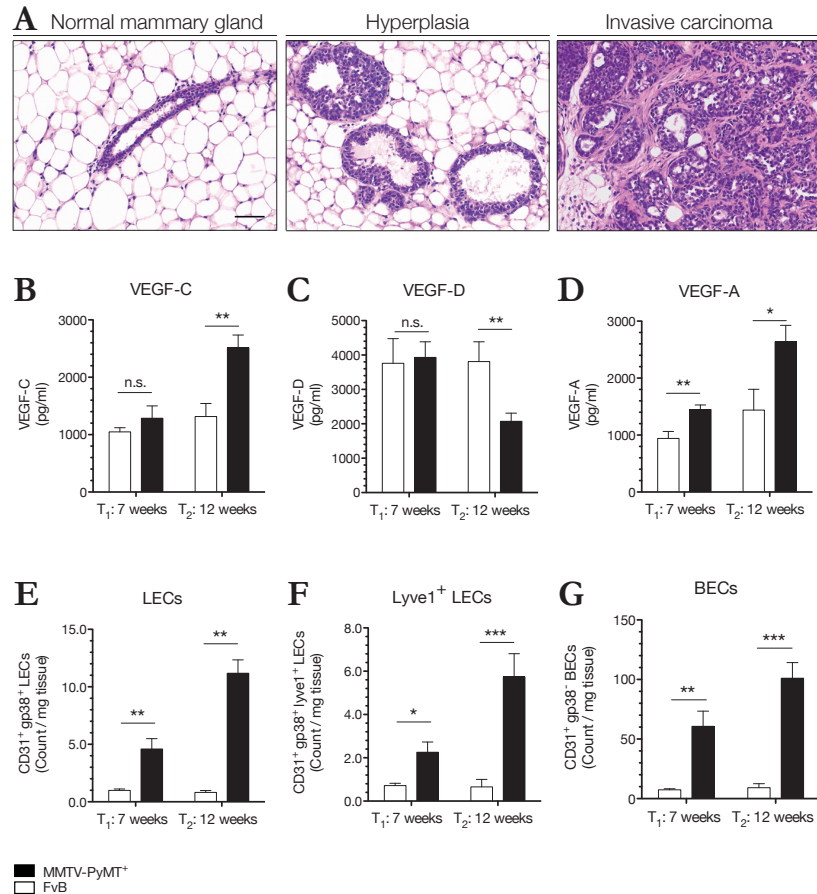 A Normal mammary gland Hyperplasia Invasive carcinoma
B VEGF-C
VEGF-C
(pg/ml)
3000
2000
1000
0
n.s.
**
T1: 7 weeks T2: 12 weeks
C VEGF-D
VEGF-D
(pg/ml)
5000
4000
3000
2000
1000
0
n.s.
**
T1: 7 weeks T2: 12 weeks
D VEGF-A
VEGF-A
(pg/ml)
3000
2000
1000
0
**
*
T1: 7 weeks T2: 12 weeks
E LECs
CD31+ gp38+ LECs
(Count / mg tissue)
15.0
10.0
5.0
0.0
**
**
T1: 7 weeks T2: 12 weeks
F Lyve1+ LECs
CD31+ gp38+ lyve1+ LECs
(Count / mg tissue)
8.0
6.0
4.0
2.0
0.0
*
***
T1: 7 weeks T2: 12 weeks
G BECs
CD31+ gp38- BECs
(Count / mg tissue)
150
100
50
0
**
***
T1: 7 weeks T2: 12 weeks
MMTV-PyMT+
FvB